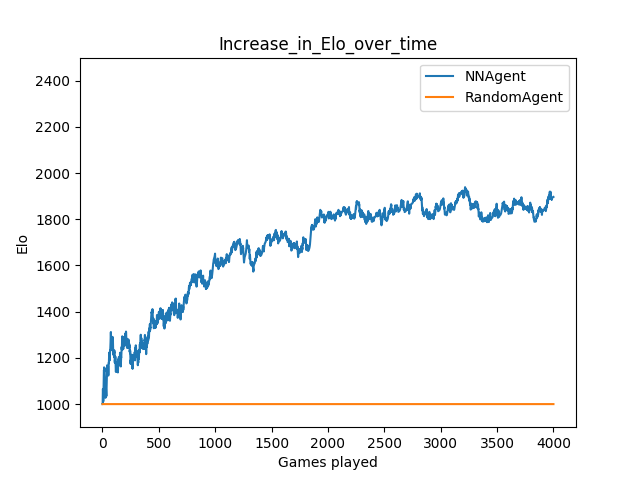 Increase_in_Elo_over_time
NNAgent
RandomAgent
2400
2200
2000
1800
1600
1400
1200
1000
Elo
0 500 1000 1500 2000 2500 3000 3500 4000
Games played